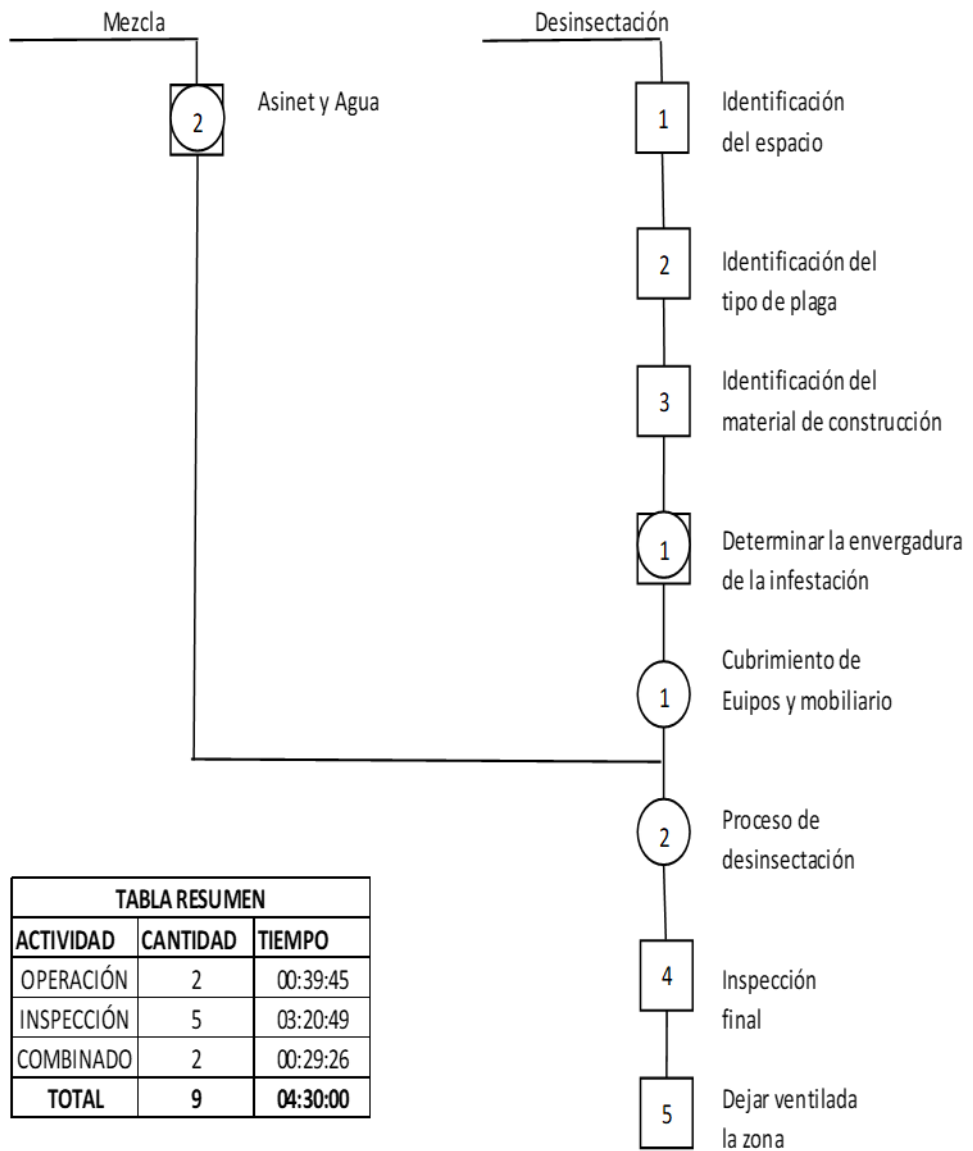 Mezcla
2
Asinet y Agua
Desinsectación
1
Identificación
del espacio
2
Identificación del
tipo de plaga
3
Identificación del
material de construcción
1
Determinar la envergadura
de la infestación
1
Cubrimiento de
Euipos y mobiliario
2
Proceso de
desinsectación
4
Inspección
final
5
Dejar ventilada
la zona
TABLA RESUMEN
ACTIVIDAD CANTIDAD TIEMPO
OPERACIÓN 2 00:39:45
INSPECCIÓN 5 03:20:49
COMBINADO 2 00:29:26
TOTAL 9 04:30:00